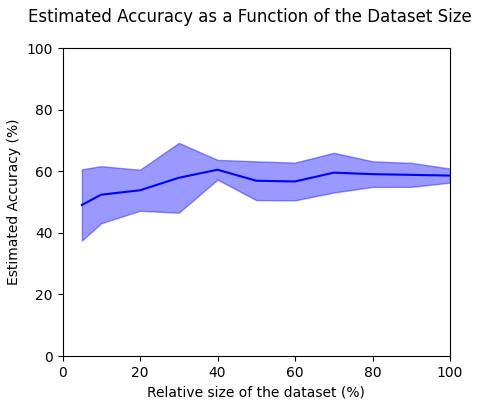 Estimated Accuracy as a Function of the Dataset Size
100
80
60
40
20
0
Estimated Accuracy (%)
0 20 40 60 80 100
Relative size of the dataset (%)